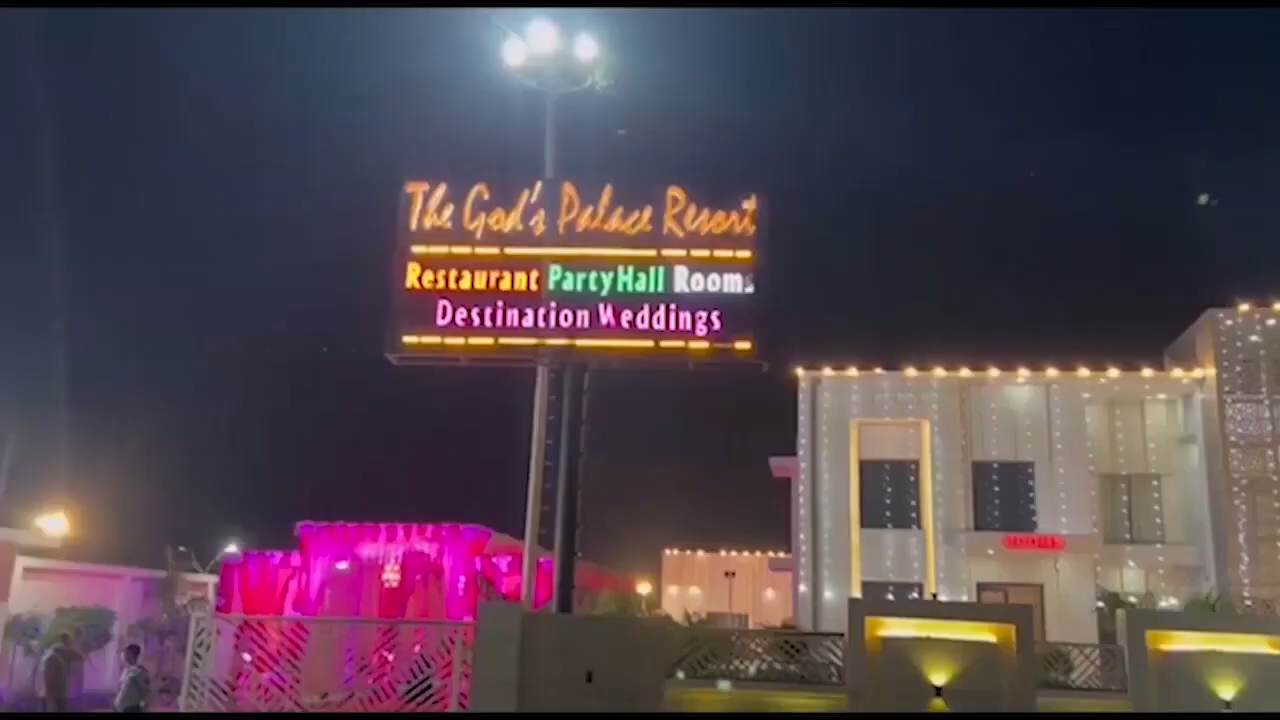 The God's Palace Resort
Restaurant PartyHall Rooms
Destination Weddings